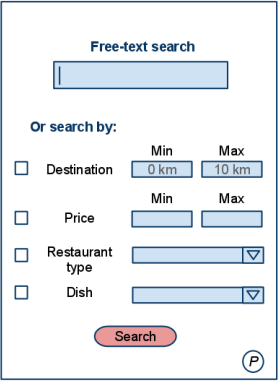 Free-text search
Or search by:
Min Max
Destination 0 km 10 km
Min Max
Price
Restaurant
type
Dish
Search
P